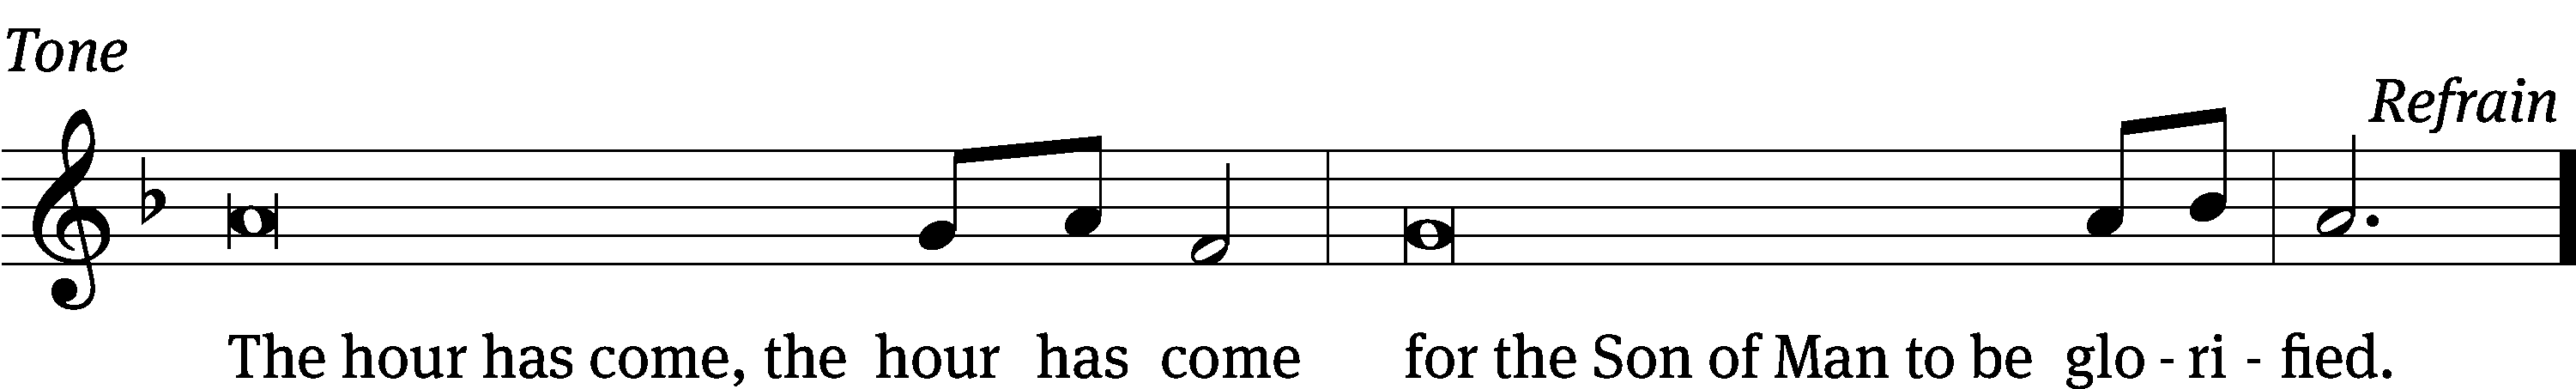 Tone
Refrain
The hour has come, the hour has come for the Son of Man to be glo - ri - fied.